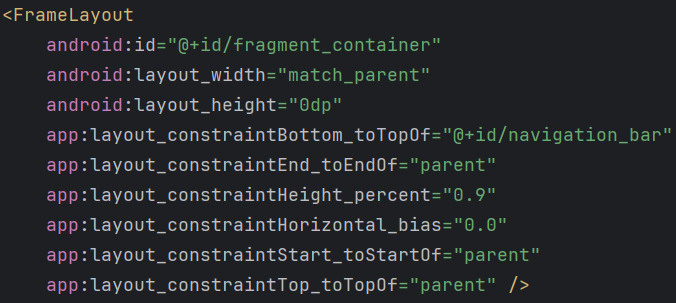 <FrameLayout
android:id="@+id/fragment_container"
android:layout_width="match_parent"
android:layout_height="0dp"
app:layout_constraintBottom_toTopOf="@+id/navigation_bar"
app:layout_constraintEnd_toEndOf="parent"
app:layout_constraintHeight_percent="0.9"
app:layout_constraintHorizontal_bias="0.0"
app:layout_constraintStart_toStartOf="parent"
app:layout_constraintTop_toTopOf="parent" />